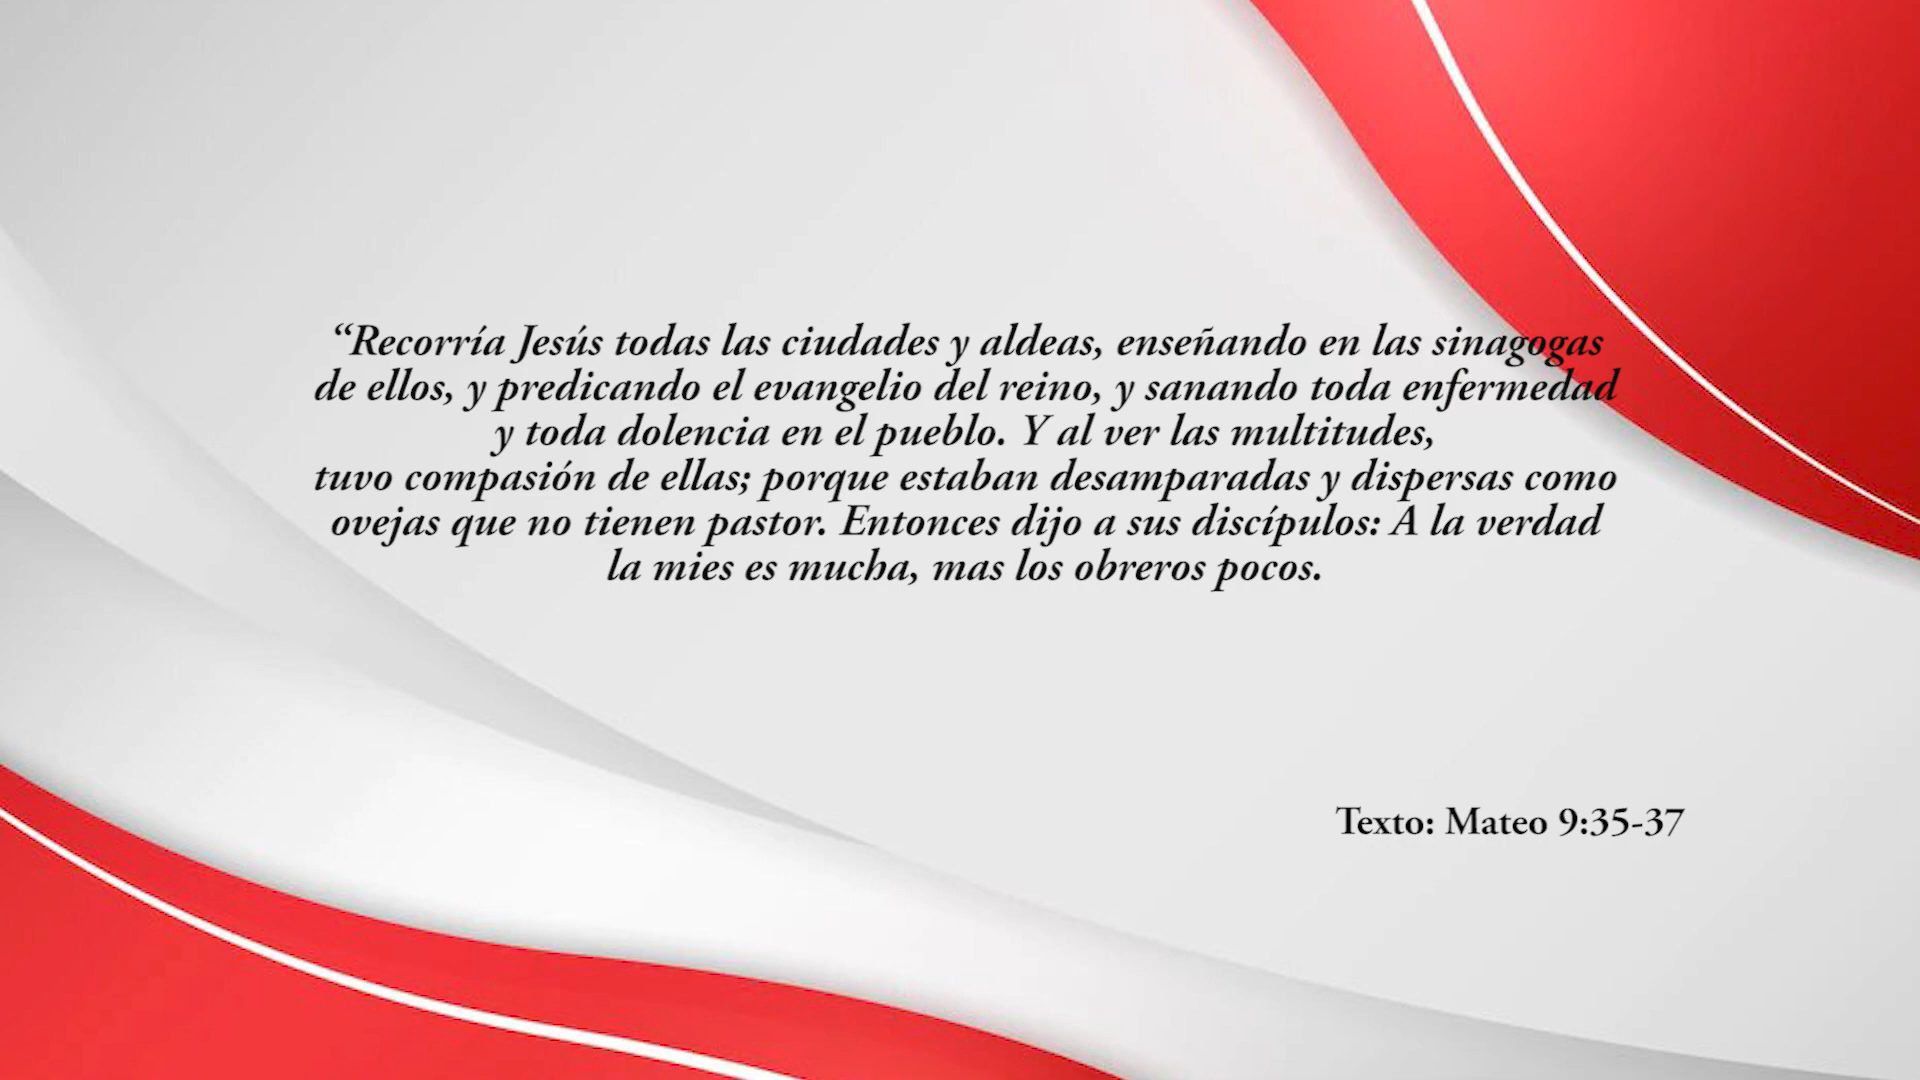 “Recorría Jesús todas las ciudades y aldeas, enseñando en las sinagogas
de ellos, y predicando el evangelio del reino, y sanando toda enfermedad
y toda dolencia en el pueblo. Y al ver las multitudes,
tuvo compasión de ellas; porque estaban desamparadas y dispersas como
ovejas que no tienen pastor. Entonces dijo a sus discípulos: A la verdad
la mies es mucha, mas los obreros pocos.
Texto: Mateo 9:35-37